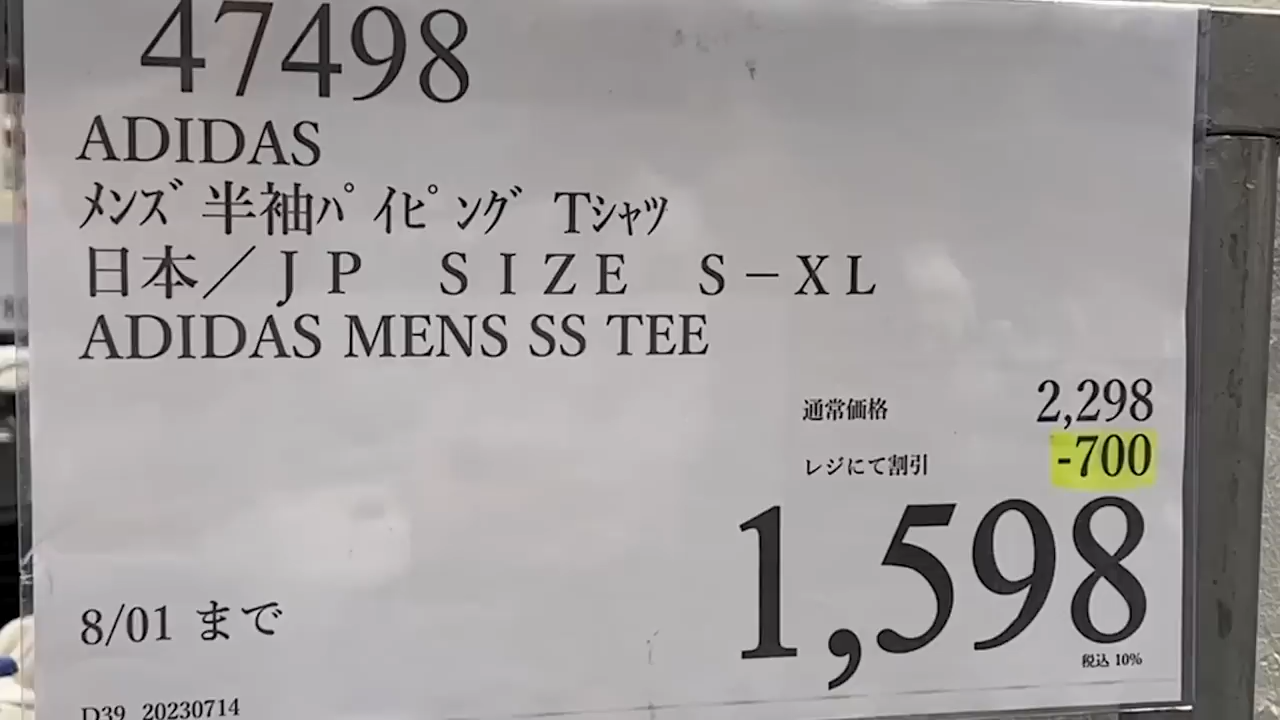 47498
ADIDAS
ﾒﾝｽﾞ 半袖ﾊﾟｲﾋﾟﾝｸﾞ Tｼｬﾂ
日本／ＪＰ　ＳＩＺＥ　Ｓ－ＸＬ
ADIDAS MENS SS TEE
通常価格 2,298
レジにて割引 -700
1,598
税込 10%
8/01 まで
D39 20230714